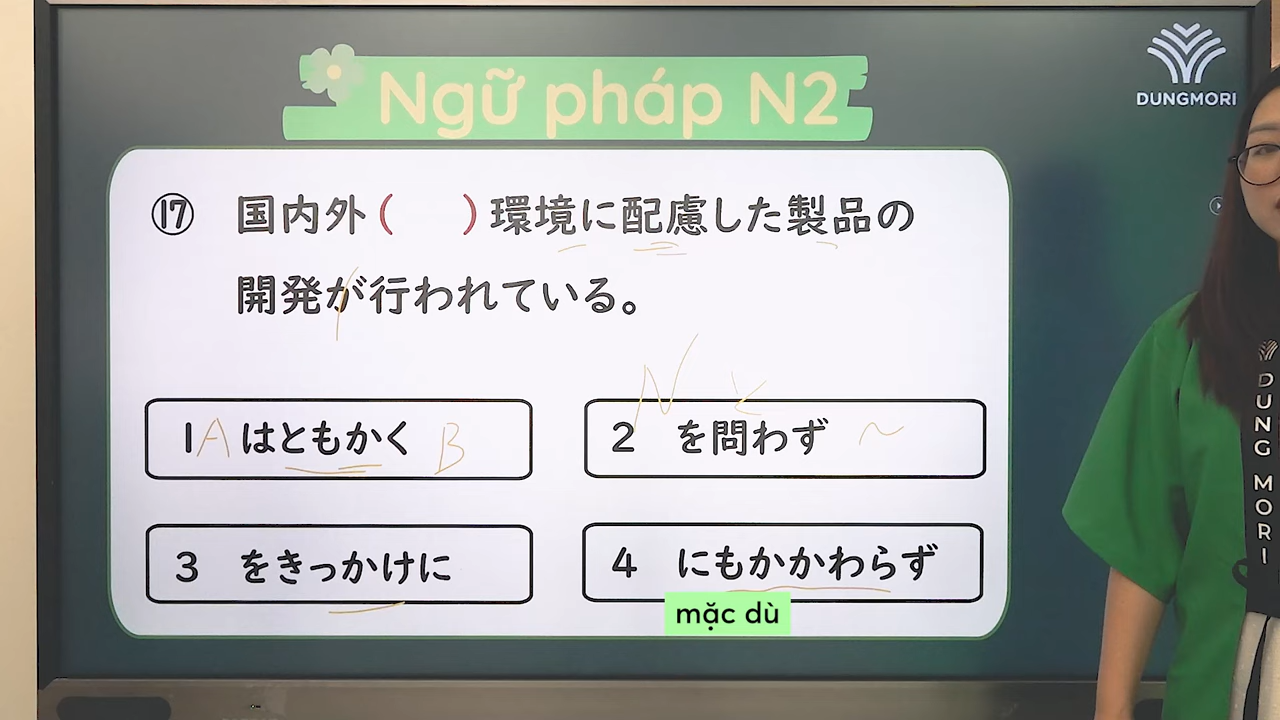 Ngữ pháp N2
DUNGMORI
⑰ 国内外( )環境に配慮した製品の
開発が行われている。
N と
1 A はともかく B
2 を問わず ~
3 をきっかけに
4 にもかかわらず
mặc dù
DUNG MORI